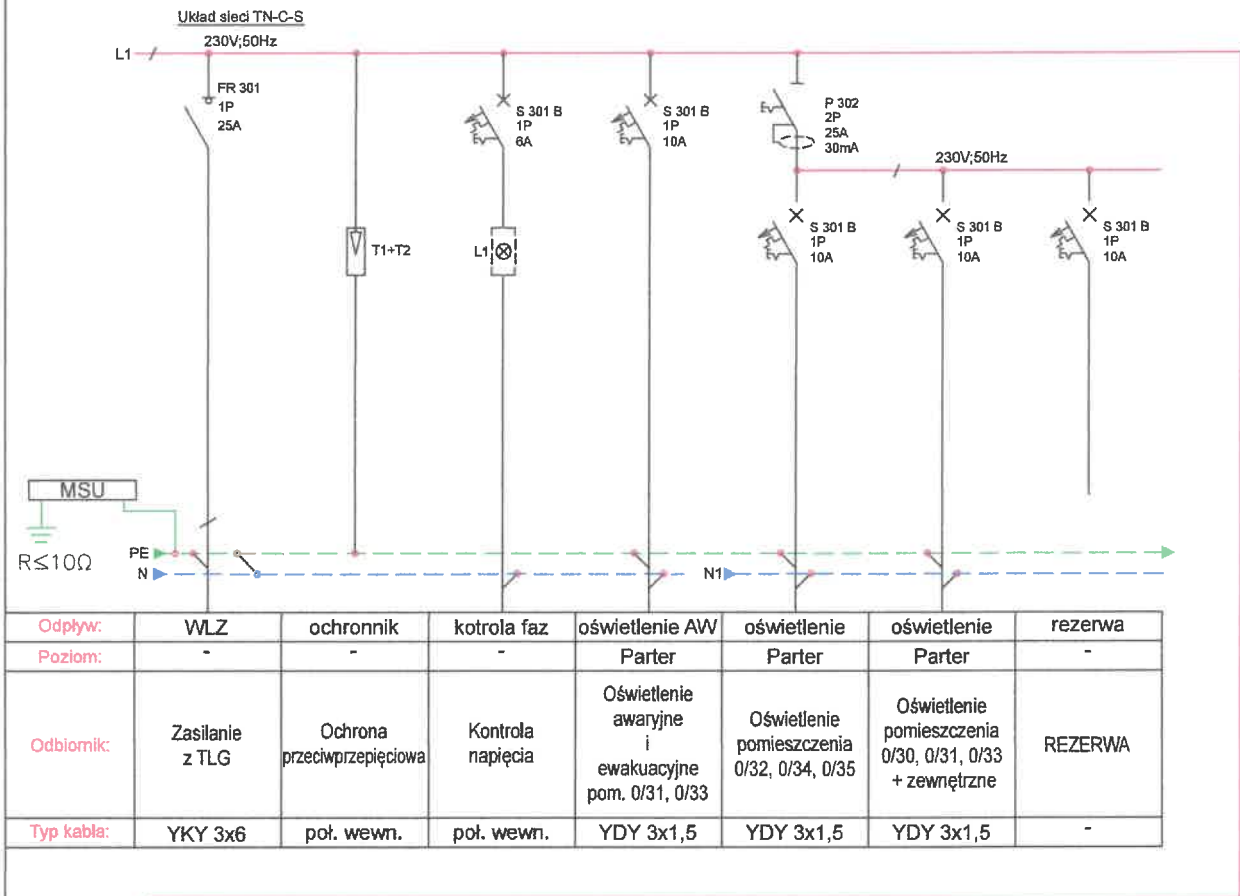 Układ sieci TN-C-S
230V;50Hz
L1
FR 301
1P
25A
T1+T2
S 301 B
1P
6A
L1
S 301 B
1P
10A
P 302
2P
25A
30mA
230V;50Hz
S 301 B
1P
10A
S 301 B
1P
10A
S 301 B
1P
10A
MSU
R≤10Ω
PE
N
N1
Odpływ: WLZ ochronnik kotrola faz oświetlenie AW oświetlenie oświetlenie rezerwa
Poziom: - - - Parter Parter Parter -
Odbiornik:
Zasilanie
z TLG
Ochrona
przeciwprzepięciowa
Kontrola
napięcia
Oświetlenie
awaryjne
i
ewakuacyjne
pom. 0/31, 0/33
Oświetlenie
pomieszczenia
0/32, 0/34, 0/35
Oświetlenie
pomieszczenia
0/30, 0/31, 0/33
+ zewnętrzne
REZERWA
Typ kabla: YKY 3x6 poł. wewn. poł. wewn. YDY 3x1,5 YDY 3x1,5 YDY 3x1,5 -